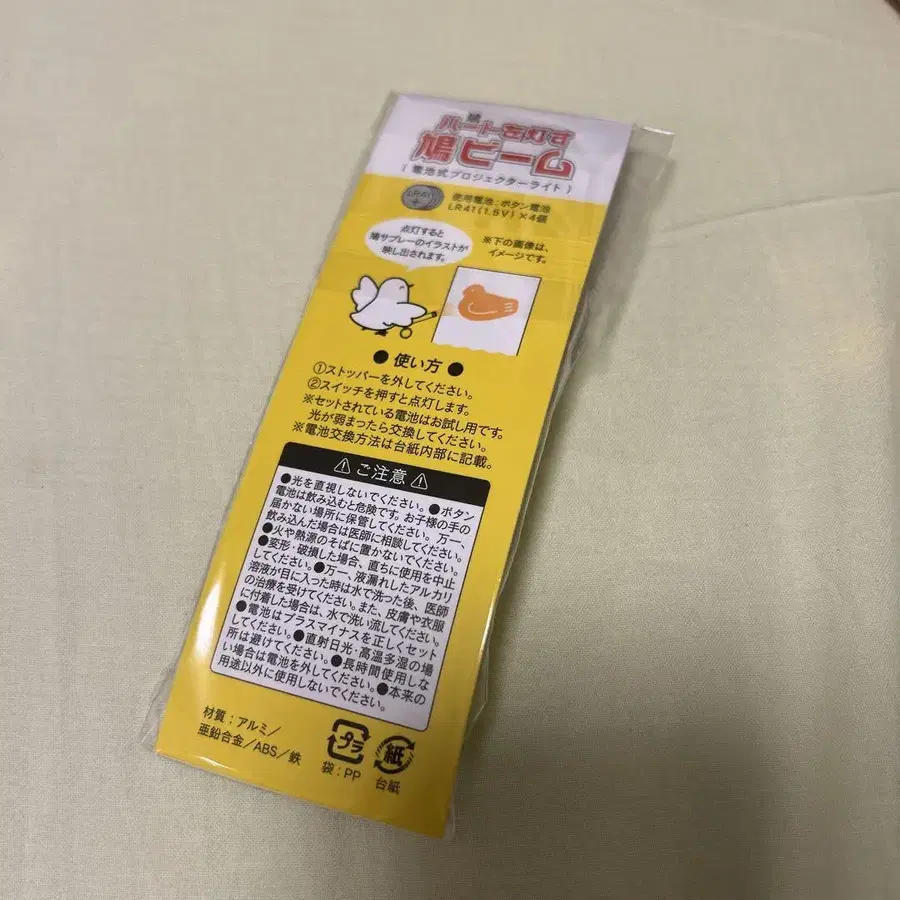 ハートを灯す
鳩ビーム
(電池式プロジェクターライト)
LR41
+
使用電池:ボタン電池
LR41(1.5V)×4個
点灯すると
鳩サブレーのイラストが
映し出されます。
※下の画像は、
イメージです。
● 使い方 ●
①ストッパーを外してください。
②スイッチを押すと点灯します。
※セットされている電池はお試し用です。
光が弱まったら交換してください。
※電池交換方法は台紙内部に記載。
⚠ ご注意 ⚠
●光を直視しないでください。●ボタン
電池は飲み込むと危険です。お子様の手の
届かない場所に保管してください。万一、
飲み込んだ場合は医師に相談してください。
●火や熱源のそばに置かないでください。
●変形・破損した場合、直ちに使用を中止
してください。●万一、液漏れしたアルカリ
溶液が目に入った時は水で洗った後、医師
の治療を受けてください。また、皮膚や衣服
に付着した場合は、水で洗い流してください。
●電池はプラスマイナスを正しくセット
してください。●直射日光・高温多湿の場
所は避けてください。●長時間使用しな
い場合は電池を外してください。●本来の
用途以外に使用しないでください。
材質:アルミ/
亜鉛合金/ABS/鉄
プラ
袋:PP
紙
台紙